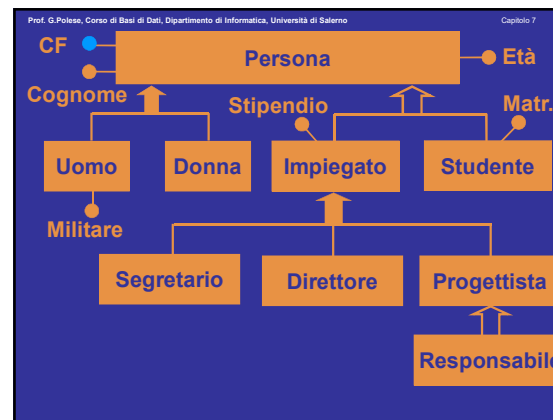 Prof. G.Polese, Corso di Basi di Dati, Dipartimento di Informatica, Università di Salerno Capitolo 7
CF
Persona
Età
Cognome
Stipendio
Matr.
Uomo Donna Impiegato Studente
Militare
Segretario Direttore Progettista
Responsabile